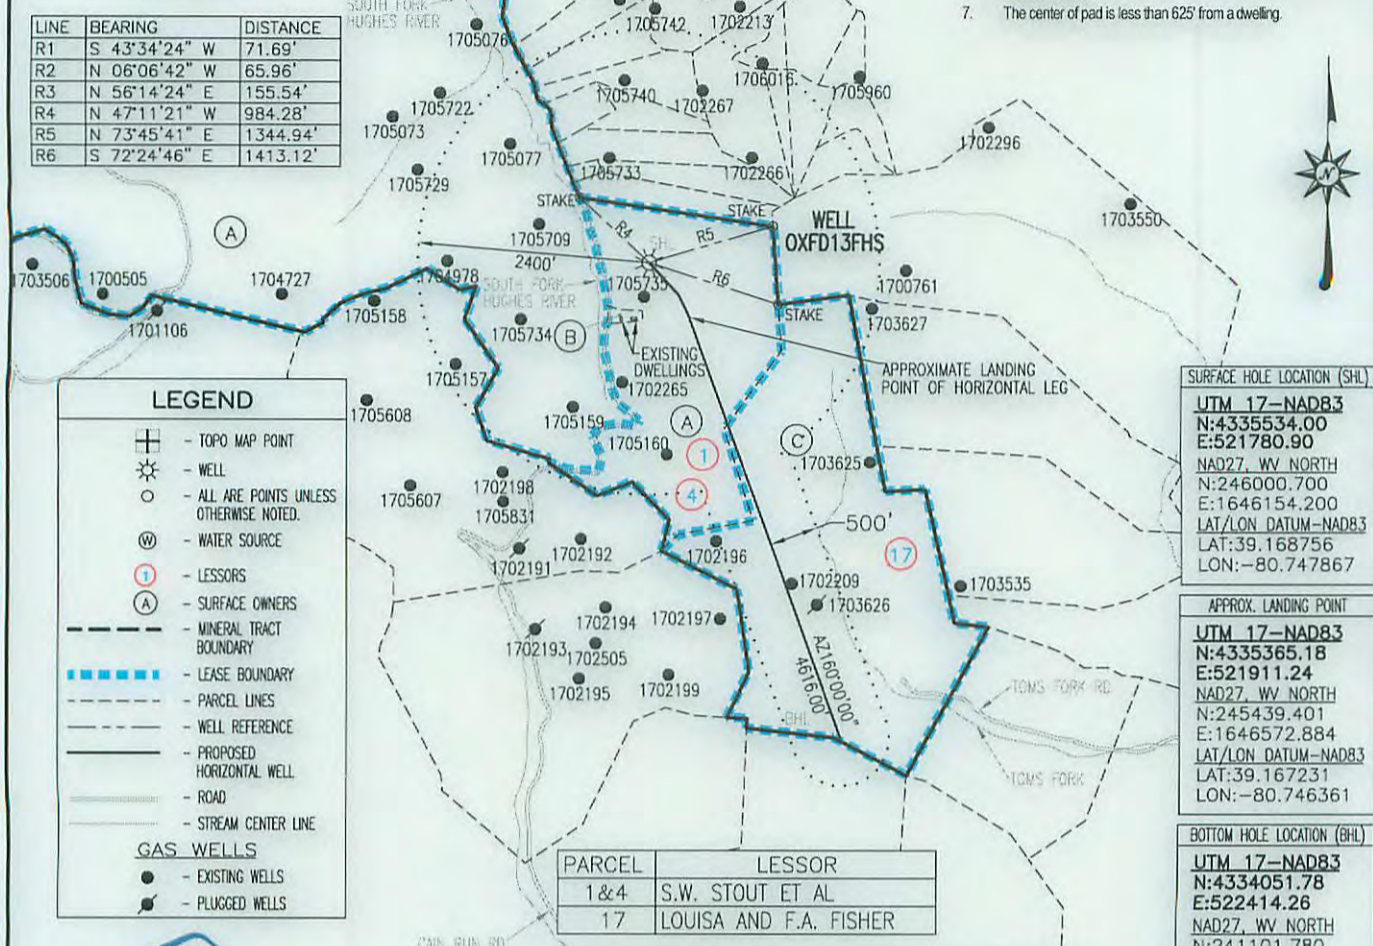 LINE BEARING DISTANCE
R1 S 43°34'24" W 71.69'
R2 N 06°06'42" W 65.96'
R3 N 56°14'24" E 155.54'
R4 N 47°11'21" W 984.28'
R5 N 73°45'41" E 1344.94'
R6 S 72°24'46" E 1413.12'
SOUTH FORK
HUGHES RIVER
7. The center of pad is less than 625' from a dwelling.
1705076
1705742
1702213
1705722
1705073
1705740
1702267
1706016
1705960
1705077
1705729
1705733
1702266
1702296
N
STAKE
STAKE
WELL
OXFD13FHS
1703550
A
1705709
R4
SHL
R5
2400'
R6
1703506
1700505
1704727
1704978
1701106
1705158
SOUTH FORK
HUGHES RIVER
1705735
1700761
1705734
B
STAKE
1703627
EXISTING
DWELLINGS
APPROXIMATE LANDING
POINT OF HORIZONTAL LEG
1705157
1702265
1705608
1705159
A
1705160
1
C
1703625
4
1705607
1702198
1705831
500'
17
1702191
1702192
1702196
1702209
1703626
1703535
1702194
1702197
1702193
1702505
1702195
1702199
AZ160°00'00"
4616.00'
BHL
TOMS FORK RD
TOMS FORK
CAIN RUN RD
LEGEND
- TOPO MAP POINT
- WELL
- ALL ARE POINTS UNLESS
OTHERWISE NOTED.
W - WATER SOURCE
1 - LESSORS
A - SURFACE OWNERS
- MINERAL TRACT
BOUNDARY
- LEASE BOUNDARY
- PARCEL LINES
- WELL REFERENCE
- PROPOSED
HORIZONTAL WELL
- ROAD
- STREAM CENTER LINE
GAS WELLS
- EXISTING WELLS
- PLUGGED WELLS
PARCEL LESSOR
1&4 S.W. STOUT ET AL
17 LOUISA AND F.A. FISHER
SURFACE HOLE LOCATION (SHL)
UTM 17-NAD83
N:4335534.00
E:521780.90
NAD27, WV NORTH
N:246000.700
E:1646154.200
LAT/LON DATUM-NAD83
LAT:39.168756
LON:-80.747867
APPROX. LANDING POINT
UTM 17-NAD83
N:4335365.18
E:521911.24
NAD27, WV NORTH
N:245439.401
E:1646572.884
LAT/LON DATUM-NAD83
LAT:39.167231
LON:-80.746361
BOTTOM HOLE LOCATION (BHL)
UTM 17-NAD83
N:4334051.78
E:522414.26
NAD27, WV NORTH